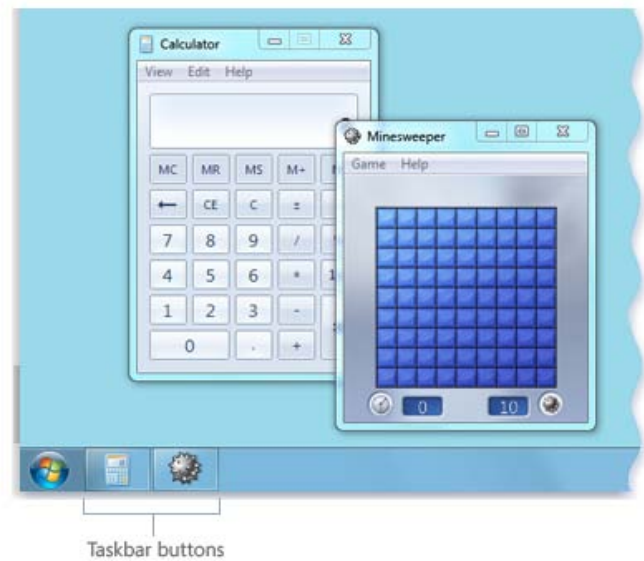 Calculator
View Edit Help
Minesweeper
Game Help
MC MR MS M+
← CE C ±
7 8 9 /
4 5 6 *
1 2 3 -
0 . +
0 10
Taskbar buttons